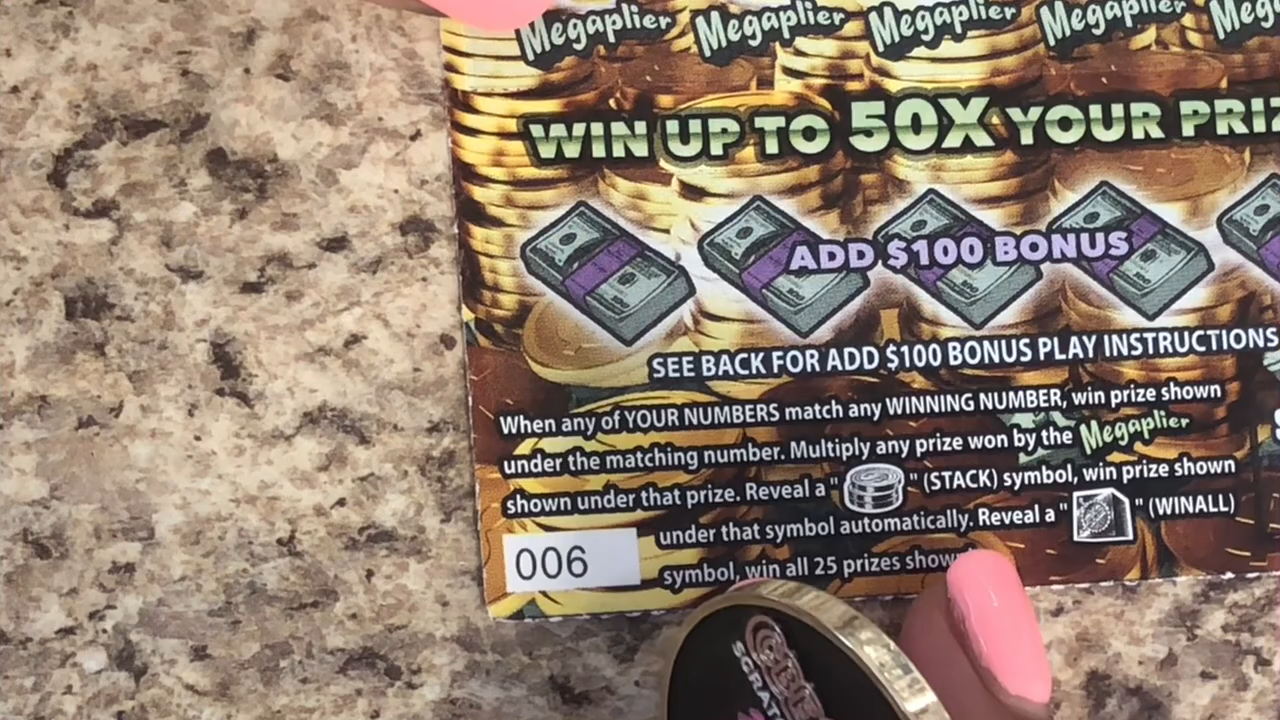 Megaplier Megaplier Megaplier Megaplier
WIN UP TO 50X YOUR
ADD $100 BONUS
SEE BACK FOR ADD $100 BONUS PLAY INSTRUCTIONS
When any of YOUR NUMBERS match any WINNING NUMBER, win prize shown
under the matching number. Multiply any prize won by the Megaplier
shown under that prize. Reveal a " " (STACK) symbol, win prize shown
under that symbol automatically. Reveal a " " (WINALL)
symbol, win all 25 prizes shown
006